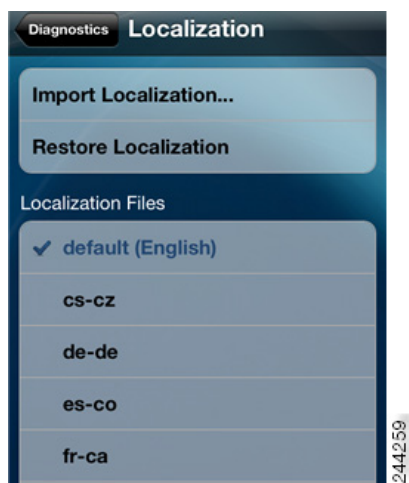 Diagnostics Localization
Import Localization...
Restore Localization
Localization Files
✓ default (English)
cs-cz
de-de
es-co
fr-ca
244259